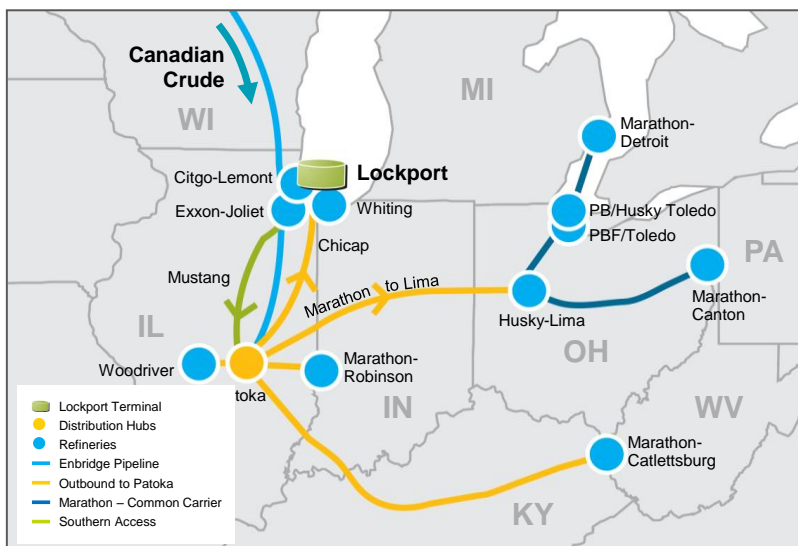 Canadian
Crude
WI
MI
Marathon-
Detroit
Citgo-Lemont
Lockport
Exxon-Joliet
Whiting
PB/Husky Toledo
PBF/Toledo
Chicap
PA
Mustang
Marathon to Lima
Marathon-
Canton
Husky-Lima
IL
OH
Woodriver
Marathon-
Robinson
toka
IN
WV
Marathon-
Catlettsburg
KY
Lockport Terminal
Distribution Hubs
Refineries
Enbridge Pipeline
Outbound to Patoka
Marathon – Common Carrier
Southern Access